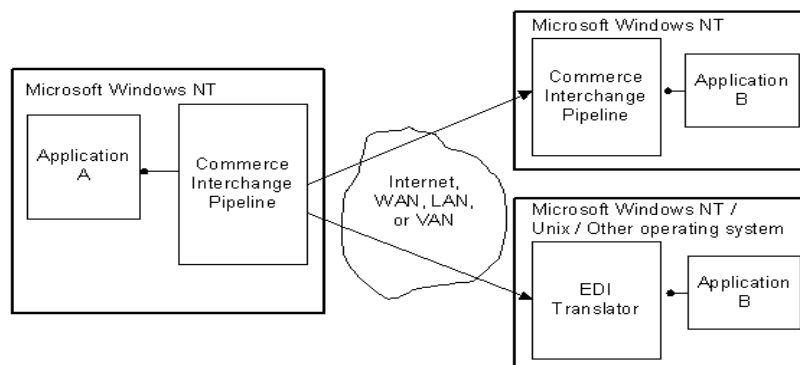 Microsoft Windows NT
Application
A
Commerce
Interchange
Pipeline
Internet,
WAN, LAN,
or VAN
Microsoft Windows NT
Commerce
Interchange
Pipeline
Application
B
Microsoft Windows NT /
Unix / Other operating system
EDI
Translator
Application
B